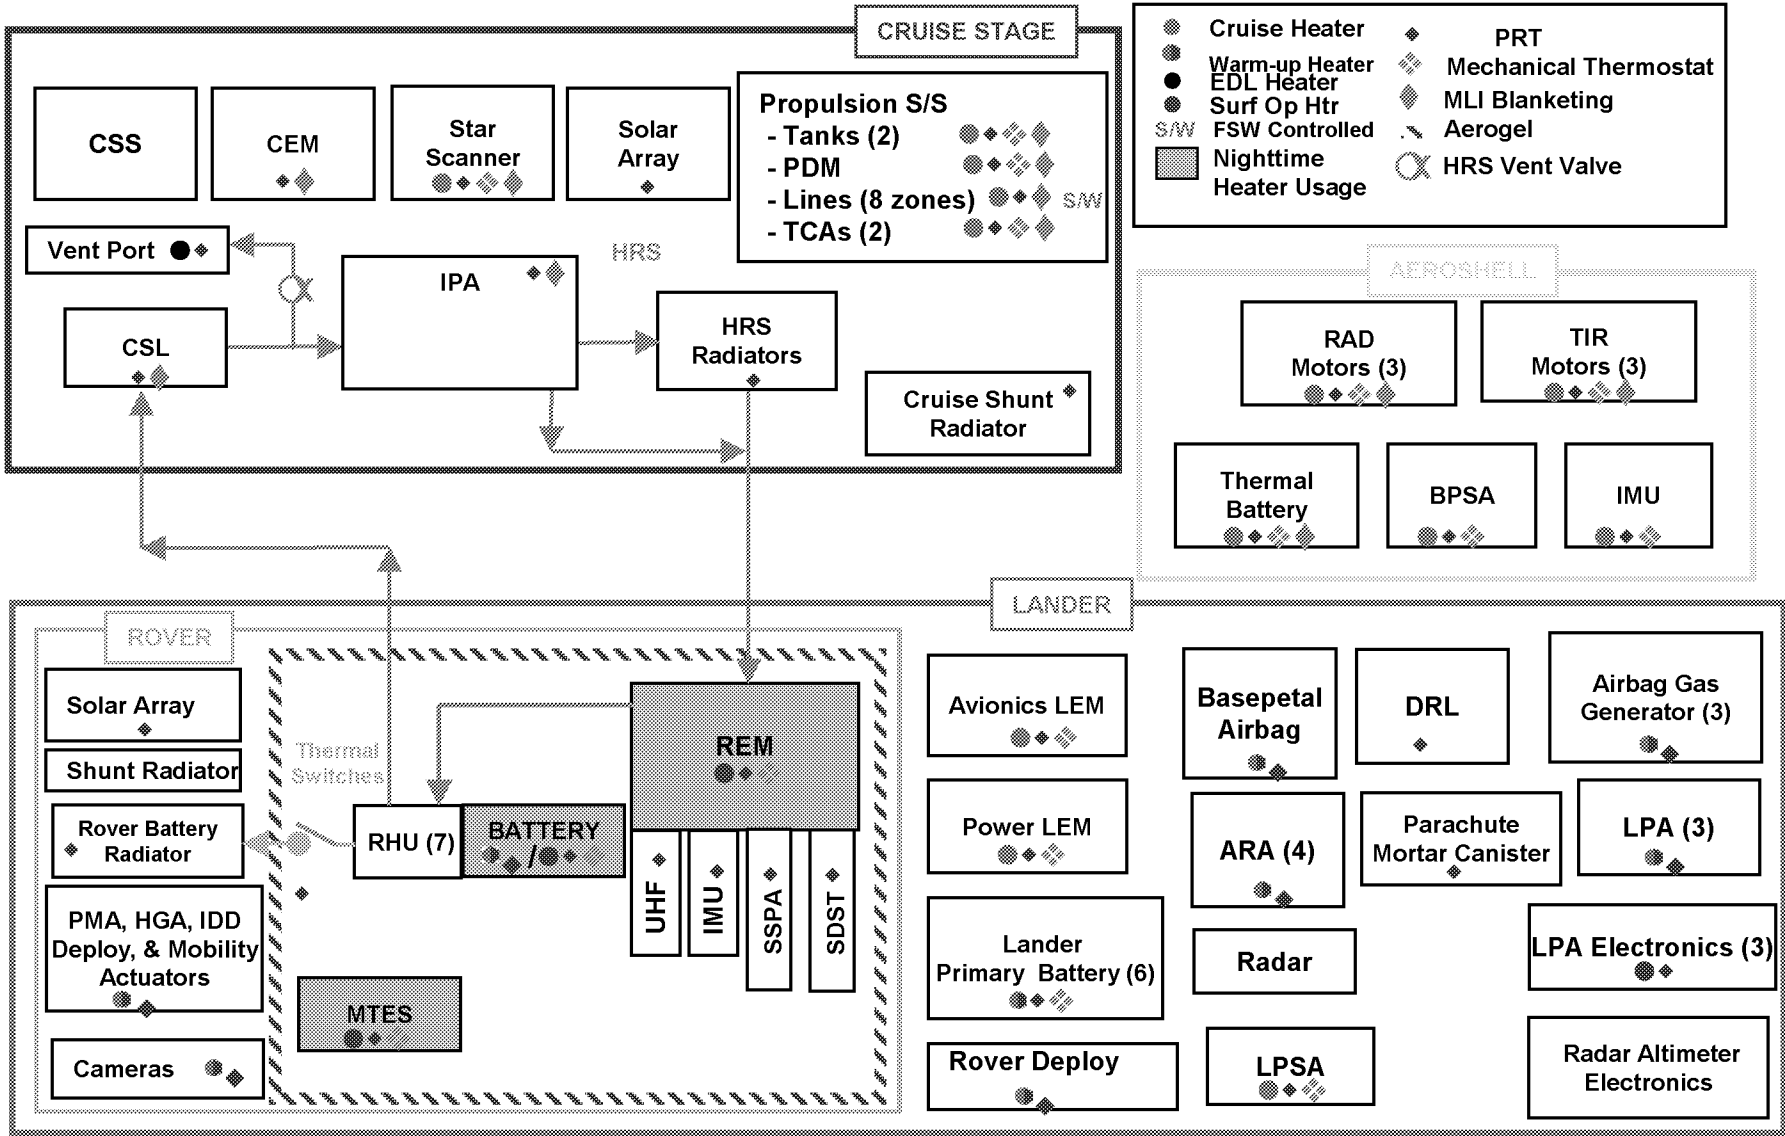 CRUISE STAGE
CSS
CEM
Star
Scanner
Solar
Array
Propulsion S/S
- Tanks (2)
- PDM
- Lines (8 zones) S/W
- TCAs (2)
Vent Port
HRS
IPA
CSL
HRS
Radiators
Cruise Shunt
Radiator
Cruise Heater
Warm-up Heater
EDL Heater
Surf Op Htr
S/W FSW Controlled
Nighttime
Heater Usage
PRT
Mechanical Thermostat
MLI Blanketing
Aerogel
HRS Vent Valve
AEROSHELL
RAD
Motors (3)
TIR
Motors (3)
Thermal
Battery
BPSA
IMU
LANDER
ROVER
Solar Array
Shunt Radiator
Rover Battery
Radiator
PMA, HGA, IDD
Deploy, & Mobility
Actuators
Cameras
Thermal
Switches
RHU (7)
BATTERY
/
REM
UHF
IMU
SSPA
SDST
MTES
Avionics LEM
Power LEM
Lander
Primary Battery (6)
Rover Deploy
Basepetal
Airbag
DRL
Airbag Gas
Generator (3)
ARA (4)
Parachute
Mortar Canister
LPA (3)
Radar
LPA Electronics (3)
LPSA
Radar Altimeter
Electronics